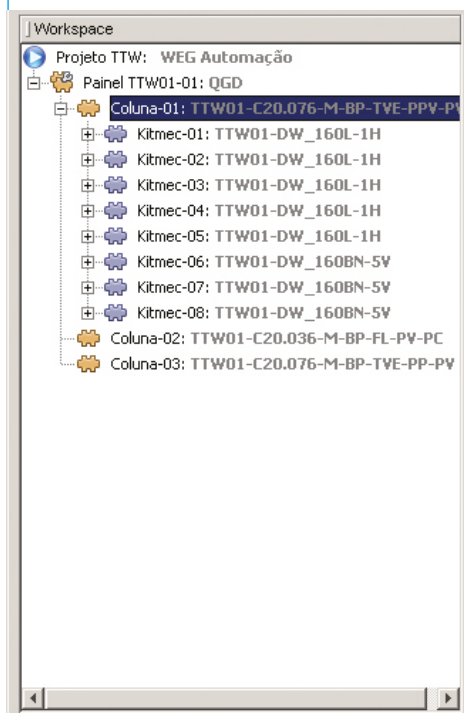 Workspace
Projeto TTW: WEG Automação
Painel TTW01-01: QGD
Coluna-01: TTW01-C20.076-M-BP-TVE-PPV-PV
Kitmec-01: TTW01-DW_160L-1H
Kitmec-02: TTW01-DW_160L-1H
Kitmec-03: TTW01-DW_160L-1H
Kitmec-04: TTW01-DW_160L-1H
Kitmec-05: TTW01-DW_160L-1H
Kitmec-06: TTW01-DW_160BN-5V
Kitmec-07: TTW01-DW_160BN-5V
Kitmec-08: TTW01-DW_160BN-5V
Coluna-02: TTW01-C20.036-M-BP-FL-PV-PC
Coluna-03: TTW01-C20.076-M-BP-TVE-PP-PV